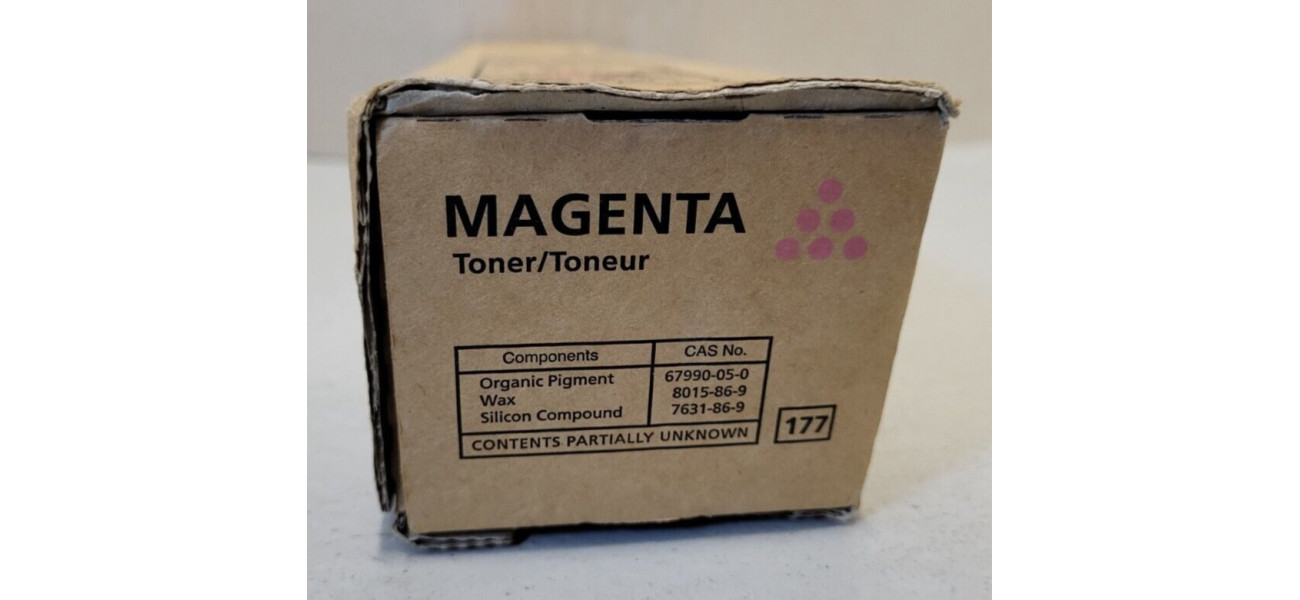 MAGENTA
Toner/Toneur
Components CAS No.
Organic Pigment 67990-05-0
Wax 8015-86-9
Silicon Compound 7631-86-9
CONTENTS PARTIALLY UNKNOWN
177